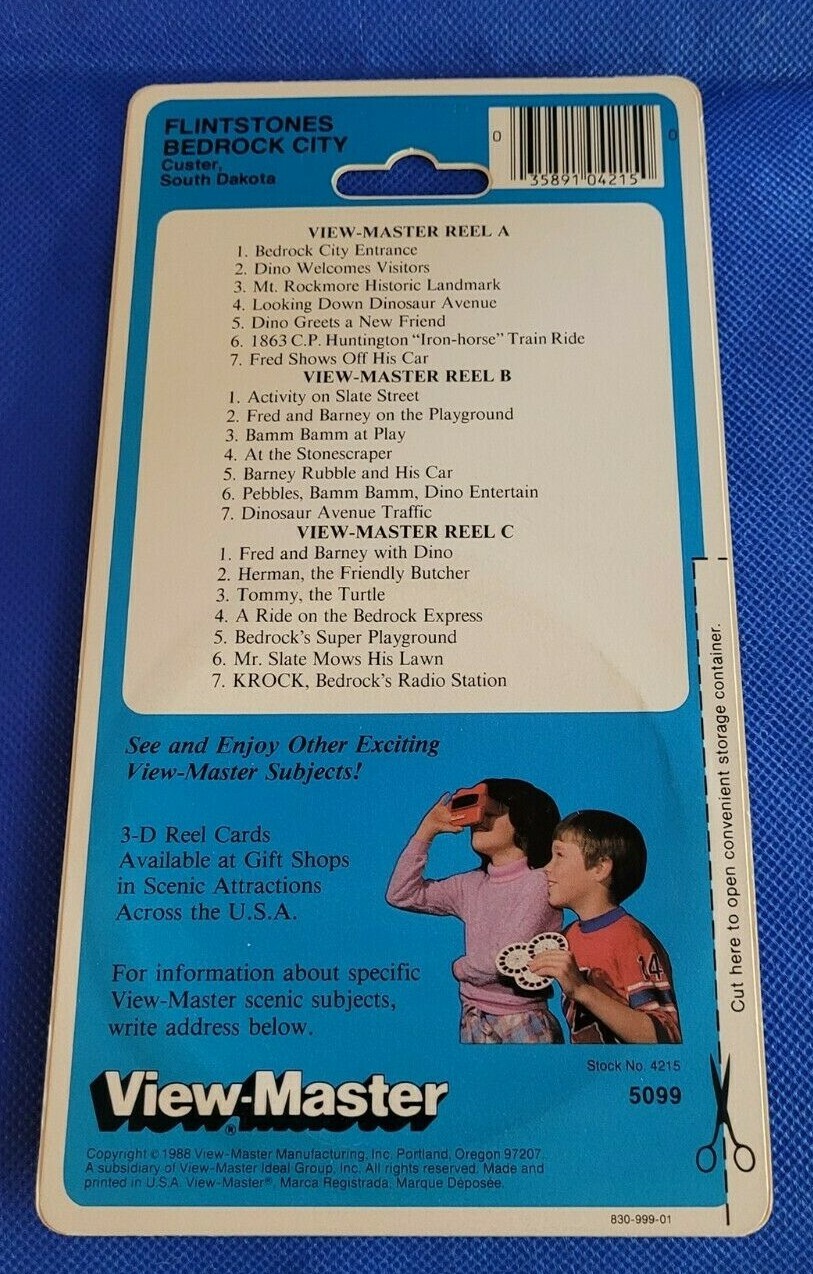 FLINTSTONES
BEDROCK CITY
Custer,
South Dakota
0 35891 04215 0
VIEW-MASTER REEL A
1. Bedrock City Entrance
2. Dino Welcomes Visitors
3. Mt. Rockmore Historic Landmark
4. Looking Down Dinosaur Avenue
5. Dino Greets a New Friend
6. 1863 C.P. Huntington "Iron-horse" Train Ride
7. Fred Shows Off His Car
VIEW-MASTER REEL B
1. Activity on Slate Street
2. Fred and Barney on the Playground
3. Bamm Bamm at Play
4. At the Stonescraper
5. Barney Rubble and His Car
6. Pebbles, Bamm Bamm, Dino Entertain
7. Dinosaur Avenue Traffic
VIEW-MASTER REEL C
1. Fred and Barney with Dino
2. Herman, the Friendly Butcher
3. Tommy, the Turtle
4. A Ride on the Bedrock Express
5. Bedrock's Super Playground
6. Mr. Slate Mows His Lawn
7. KROCK, Bedrock's Radio Station
See and Enjoy Other Exciting
View-Master Subjects!
3-D Reel Cards
Available at Gift Shops
in Scenic Attractions
Across the U.S.A.
For information about specific
View-Master scenic subjects,
write address below.
14
Cut here to open convenient storage container.
Stock No. 4215
5099
View-Master®
Copyright © 1988 View-Master Manufacturing, Inc. Portland, Oregon 97207.
A subsidiary of View-Master Ideal Group, Inc. All rights reserved. Made and
printed in U.S.A. View-Master®, Marca Registrada, Marque Déposée.
830-999-01